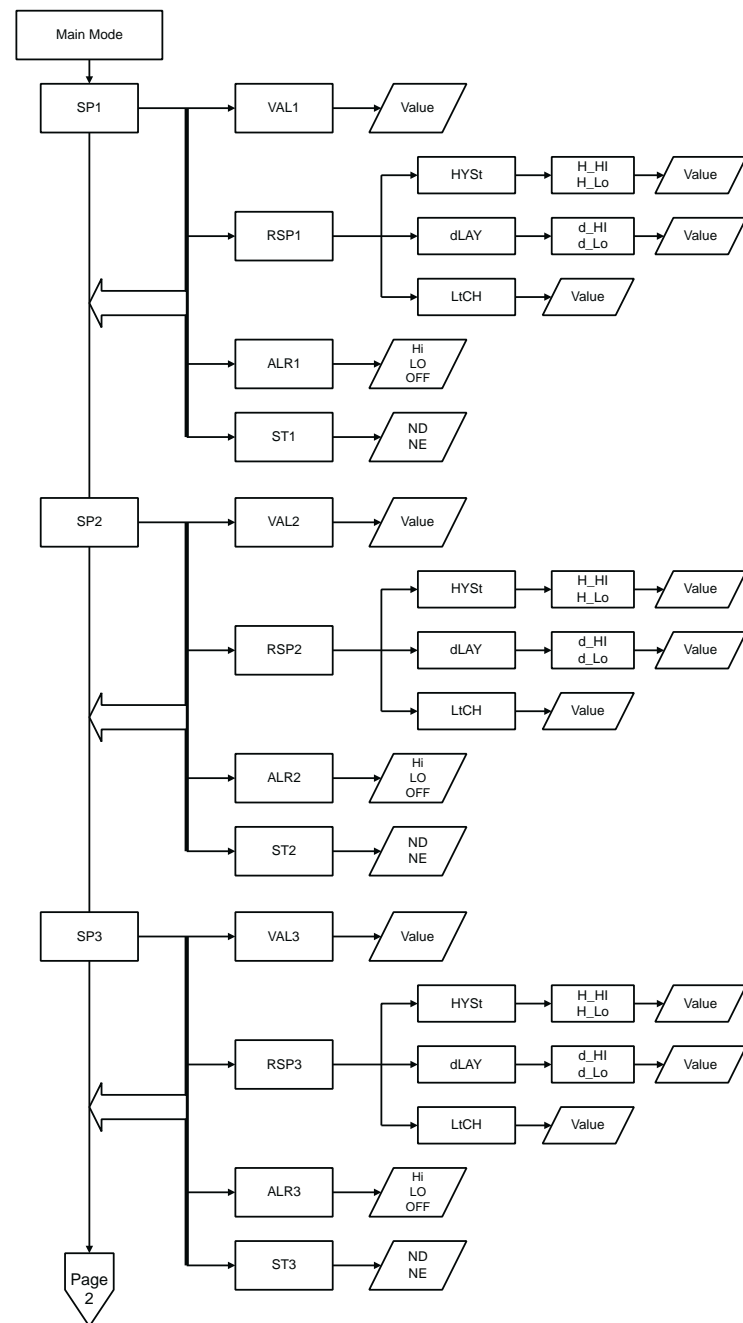 Main Mode
SP1
VAL1
Value
HYSt
H_HI
H_Lo
Value
RSP1
dLAY
d_HI
d_Lo
Value
LtCH
Value
ALR1
Hi
LO
OFF
ST1
ND
NE
SP2
VAL2
Value
HYSt
H_HI
H_Lo
Value
RSP2
dLAY
d_HI
d_Lo
Value
LtCH
Value
ALR2
Hi
LO
OFF
ST2
ND
NE
SP3
VAL3
Value
HYSt
H_HI
H_Lo
Value
RSP3
dLAY
d_HI
d_Lo
Value
LtCH
Value
ALR3
Hi
LO
OFF
ST3
ND
NE
Page
2